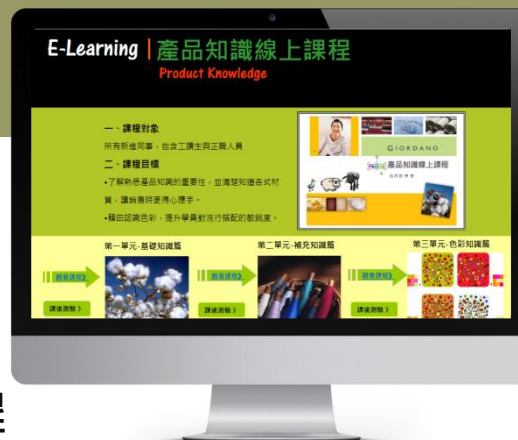 E-Learning | 產品知識線上課程
Product Knowledge
一、課程對象
所有新進同事，包含工讀生與正職人員
二、課程目標
•了解熟悉產品知識的重要性，並清楚知道各式材
質，讓銷售時更得心應手。
•藉由認識色彩，提升學員對流行搭配的敏銳度。
GIORDANO
產品知識線上課程
第一單元-基礎知識篇
第二單元-補充知識篇
第三單元-色彩知識篇
觀看課程》
觀看課程》
觀看課程》
課後測驗 》
課後測驗 》
課後測驗 》